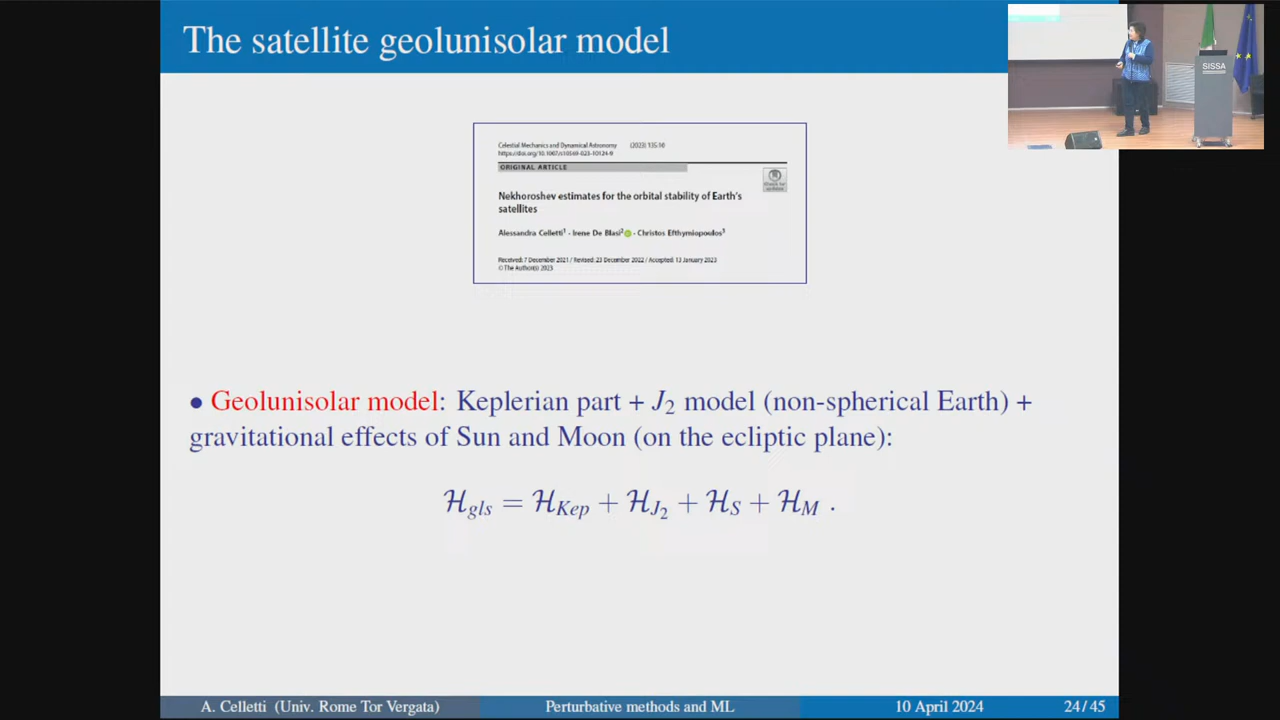 The satellite geolunisolar model
SISSA
Celestial Mechanics and Dynamical Astronomy (2023) 135:10
https://doi.org/10.1007/s10569-023-10124-9
ORIGINAL ARTICLE
Nekhoroshev estimates for the orbital stability of Earth's
satellites
Alessandra Celletti¹ · Irene De Blasi² · Christos Efthymiopoulos³
Received: 7 December 2021 / Revised: 23 December 2022 / Accepted: 13 January 2023
© The Author(s) 2023
• Geolunisolar model: Keplerian part + J₂ model (non-spherical Earth) +
gravitational effects of Sun and Moon (on the ecliptic plane):
ℋ_gls = ℋ_Kep + ℋ_J₂ + ℋ_S + ℋ_M .
A. Celletti (Univ. Rome Tor Vergata) Perturbative methods and ML 10 April 2024 24 / 45